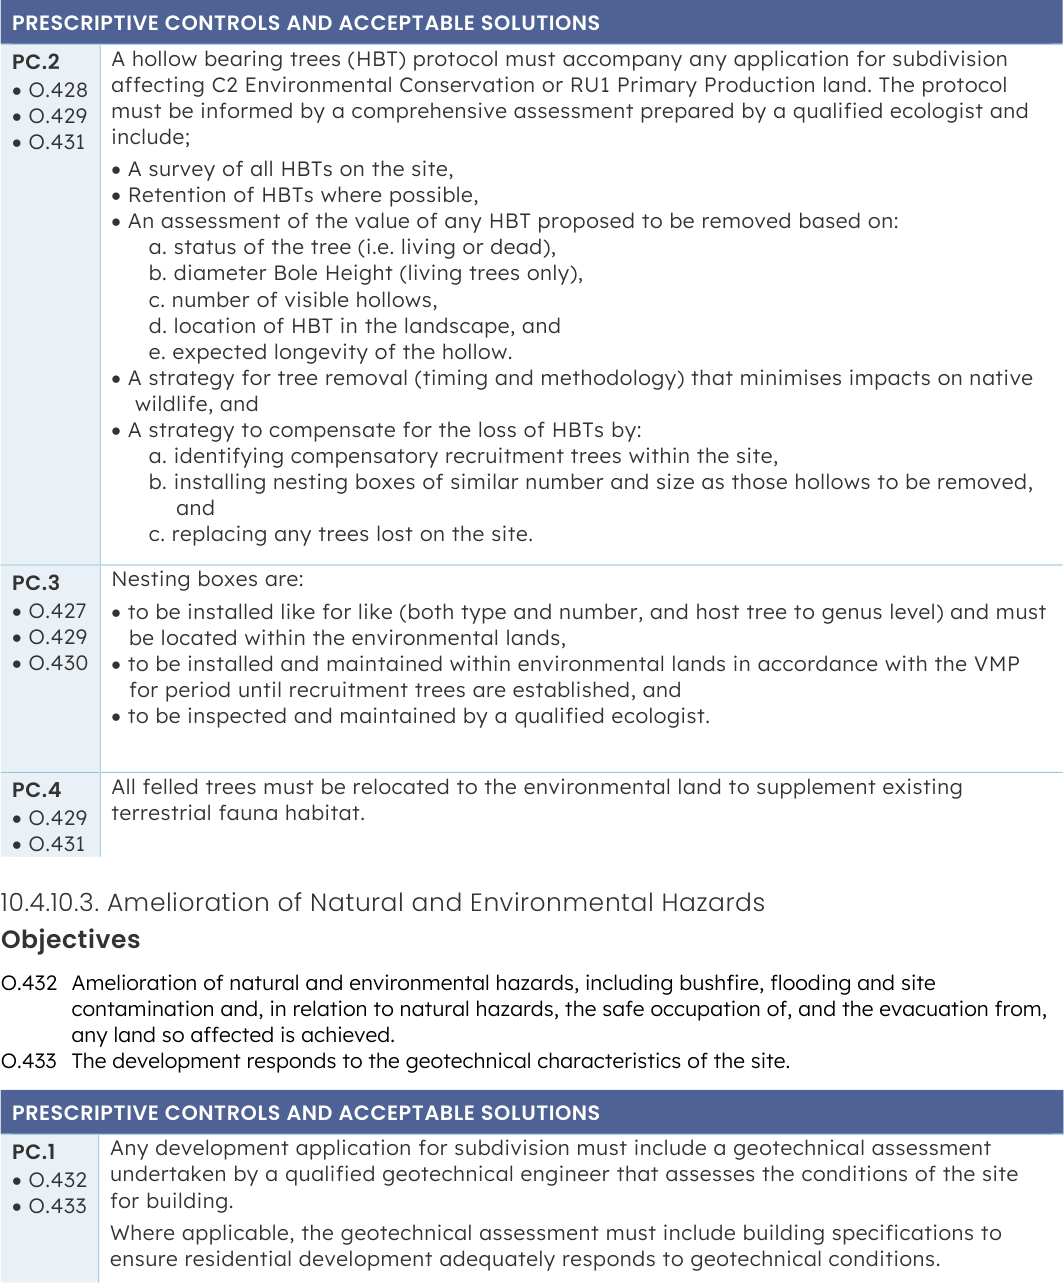 PRESCRIPTIVE CONTROLS AND ACCEPTABLE SOLUTIONS
PC.2
• O.428
• O.429
• O.431
A hollow bearing trees (HBT) protocol must accompany any application for subdivision
affecting C2 Environmental Conservation or RU1 Primary Production land. The protocol
must be informed by a comprehensive assessment prepared by a qualified ecologist and
include;
• A survey of all HBTs on the site,
• Retention of HBTs where possible,
• An assessment of the value of any HBT proposed to be removed based on:
a. status of the tree (i.e. living or dead),
b. diameter Bole Height (living trees only),
c. number of visible hollows,
d. location of HBT in the landscape, and
e. expected longevity of the hollow.
• A strategy for tree removal (timing and methodology) that minimises impacts on native
wildlife, and
• A strategy to compensate for the loss of HBTs by:
a. identifying compensatory recruitment trees within the site,
b. installing nesting boxes of similar number and size as those hollows to be removed,
and
c. replacing any trees lost on the site.
PC.3
• O.427
• O.429
• O.430
Nesting boxes are:
• to be installed like for like (both type and number, and host tree to genus level) and must
be located within the environmental lands,
• to be installed and maintained within environmental lands in accordance with the VMP
for period until recruitment trees are established, and
• to be inspected and maintained by a qualified ecologist.
PC.4
• O.429
• O.431
All felled trees must be relocated to the environmental land to supplement existing
terrestrial fauna habitat.
10.4.10.3. Amelioration of Natural and Environmental Hazards
Objectives
O.432 Amelioration of natural and environmental hazards, including bushfire, flooding and site
contamination and, in relation to natural hazards, the safe occupation of, and the evacuation from,
any land so affected is achieved.
O.433 The development responds to the geotechnical characteristics of the site.
PRESCRIPTIVE CONTROLS AND ACCEPTABLE SOLUTIONS
PC.1
• O.432
• O.433
Any development application for subdivision must include a geotechnical assessment
undertaken by a qualified geotechnical engineer that assesses the conditions of the site
for building.
Where applicable, the geotechnical assessment must include building specifications to
ensure residential development adequately responds to geotechnical conditions.